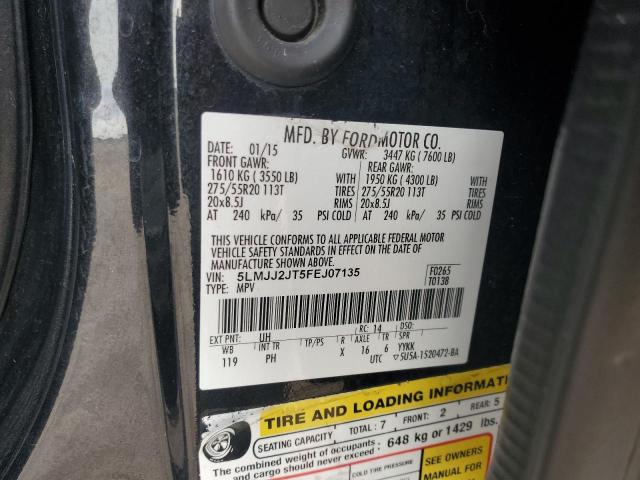 MFD. BY FORD MOTOR CO.
DATE: 01/15 GVWR: 3447 KG ( 7600 LB)
FRONT GAWR: REAR GAWR:
1610 KG ( 3550 LB) WITH 1950 KG ( 4300 LB) WITH
275/55R20 113T TIRES 275/55R20 113T TIRES
20x8.5J RIMS 20x8.5J RIMS
AT 240 kPa/ 35 PSI COLD AT 240 kPa/ 35 PSI COLD
THIS VEHICLE CONFORMS TO ALL APPLICABLE FEDERAL MOTOR
VEHICLE SAFETY STANDARDS IN EFFECT ON THE DATE OF
MANUFACTURE SHOWN ABOVE.
VIN: 5LMJJ2JT5FEJ07135 F0265
TYPE: MPV T0138
EXT PNT: UH RC: 14 DSO:
WB INT TR TP/PS R AXLE TR SPR
119 PH X 16 6 YYKK
UTC 5U5A-1520472-BA
TIRE AND LOADING INFORMATI
SEATING CAPACITY TOTAL : 7 FRONT: 2 REAR: 5
The combined weight of occupants
and cargo should never exceed : 648 kg or 1429 lbs.
COLD TIRE PRESSURE SEE OWNERS
MANUAL FOR